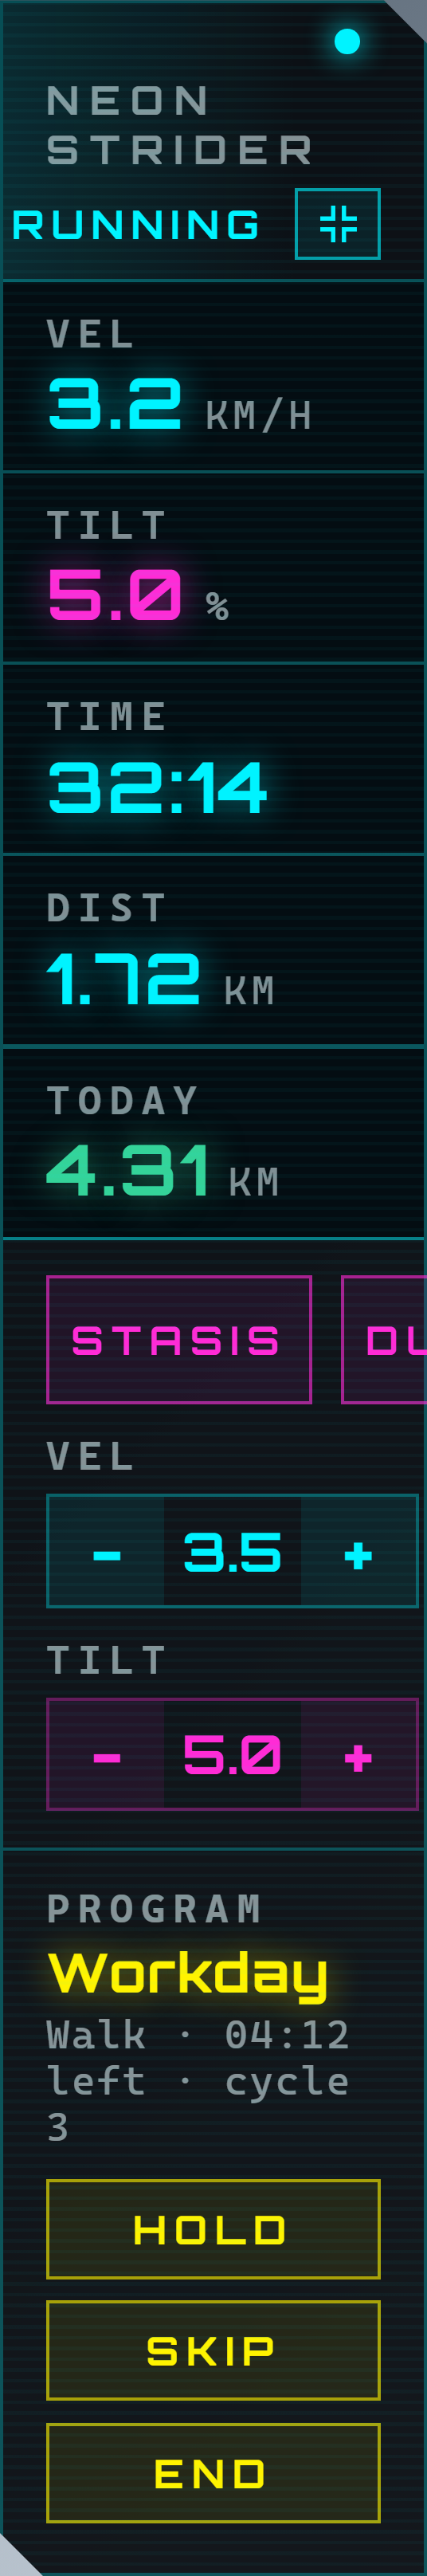 NEON
STRIDER
RUNNING
VEL
3.2 KM/H
TILT
5.0 %
TIME
32:14
DIST
1.72 KM
TODAY
4.31 KM
STASIS
VEL
- 3.5 +
TILT
- 5.0 +
PROGRAM
Workday
Walk · 04:12
left · cycle
3
HOLD
SKIP
END